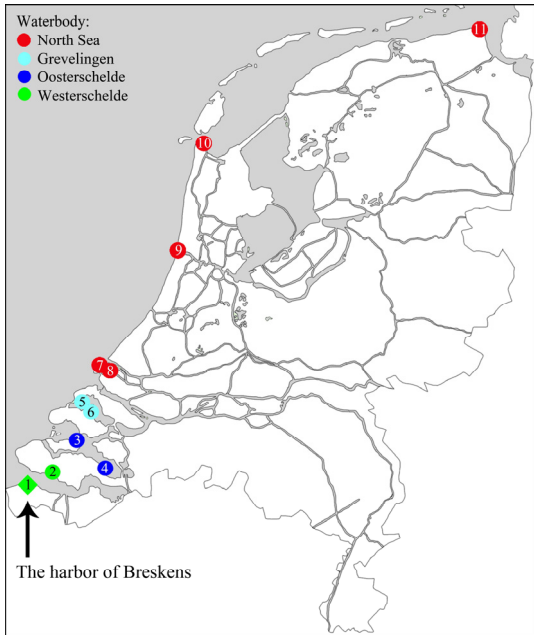 Waterbody:
North Sea
Grevelingen
Oosterschelde
Westerschelde
11
10
9
7
8
5
6
3
4
2
1
The harbor of Breskens